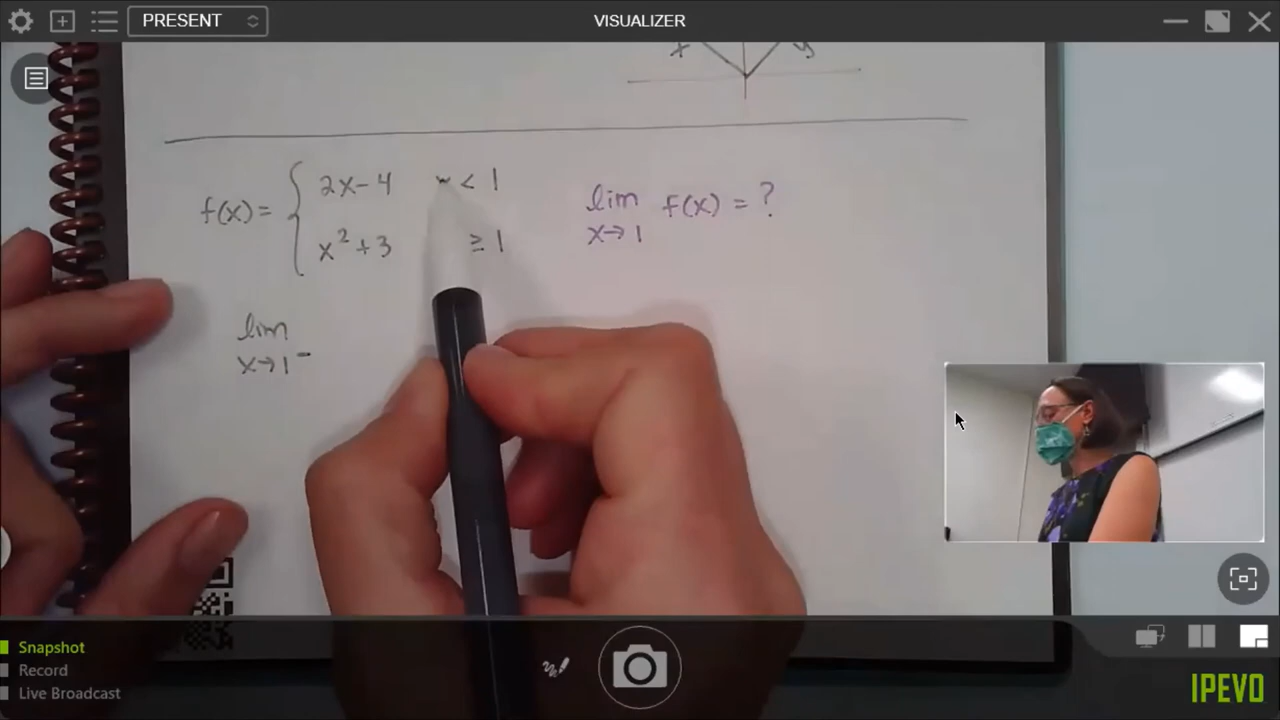 PRESENT
VISUALIZER
x y
f(x) = { 2x-4 < 1
x² + 3 ≥ 1
lim f(x) = ?
x→1
lim
x→1⁻
Snapshot
Record
Live Broadcast
IPEVO